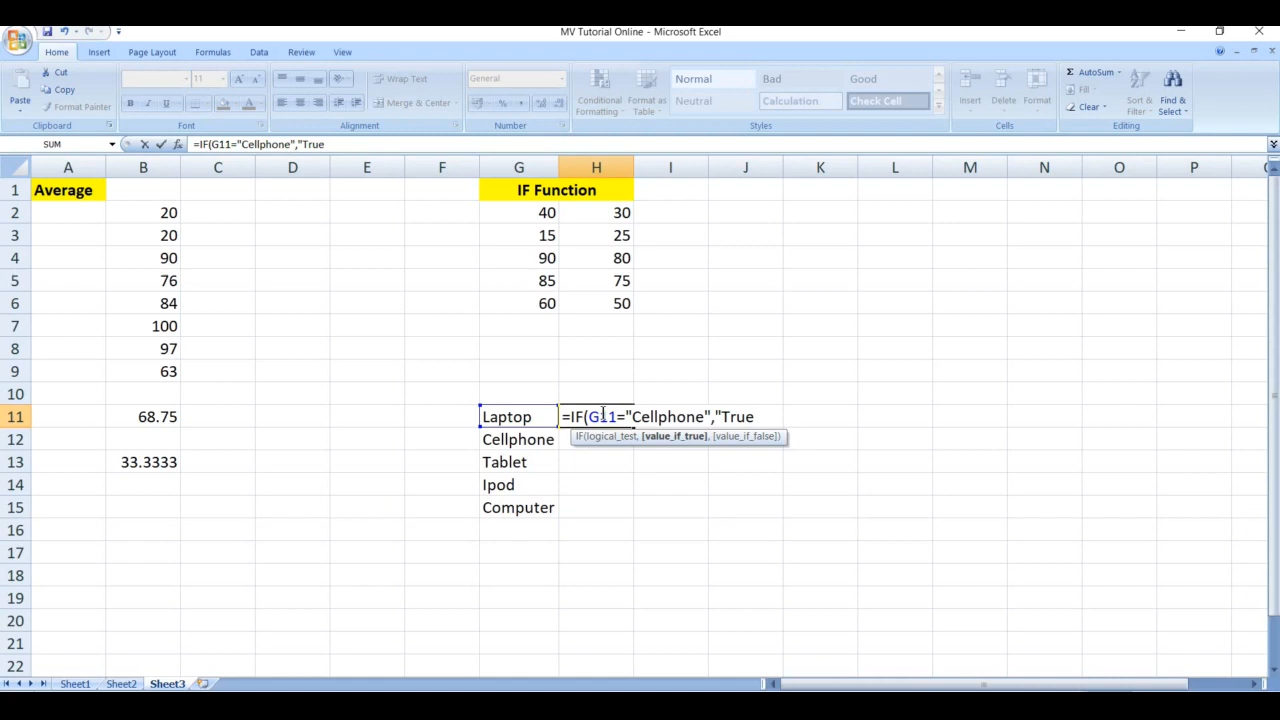 MV Tutorial Online - Microsoft Excel
Home Insert Page Layout Formulas Data Review View
Paste Cut Copy Format Painter Clipboard
11 Font
Wrap Text Merge & Center Alignment
General Number
Conditional Formatting Format as Table Normal Bad Good
Neutral Calculation Check Cell Styles
Insert Delete Format Cells
AutoSum Fill Clear Sort & Filter Find & Select Editing
SUM =IF(G11="Cellphone","True
A B C D E F G H I J K L M N O P
1 Average IF Function
2 20 40 30
3 20 15 25
4 90 90 80
5 76 85 75
6 84 60 50
7 100
8 97
9 63
10
11 68.75 Laptop =IF(G11="Cellphone","True
IF(logical_test, [value_if_true], [value_if_false])
12 Cellphone
13 33.3333 Tablet
14 Ipod
15 Computer
16
17
18
19
20
21
22
Sheet1 Sheet2 Sheet3